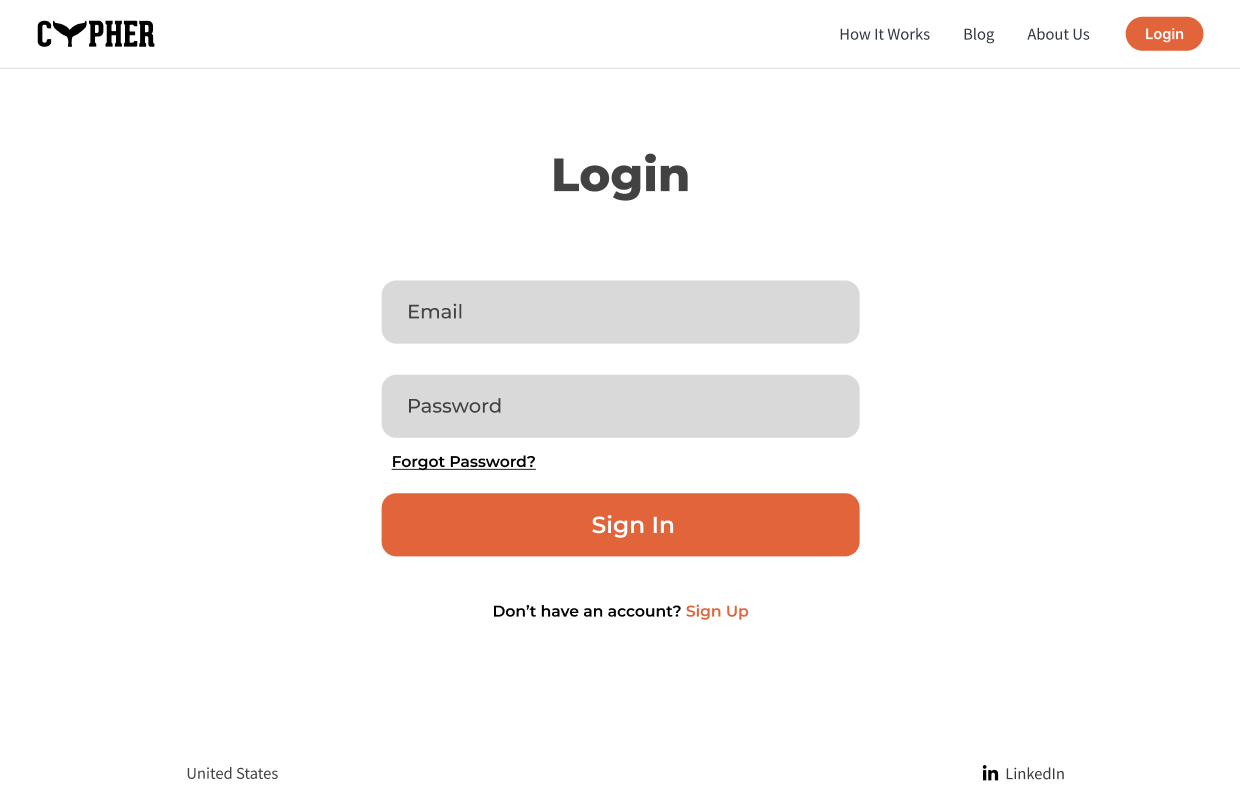 CYPHER
How It Works
Blog
About Us
Login
Login
Email
Password
Forgot Password?
Sign In
Don’t have an account? Sign Up
United States
in LinkedIn